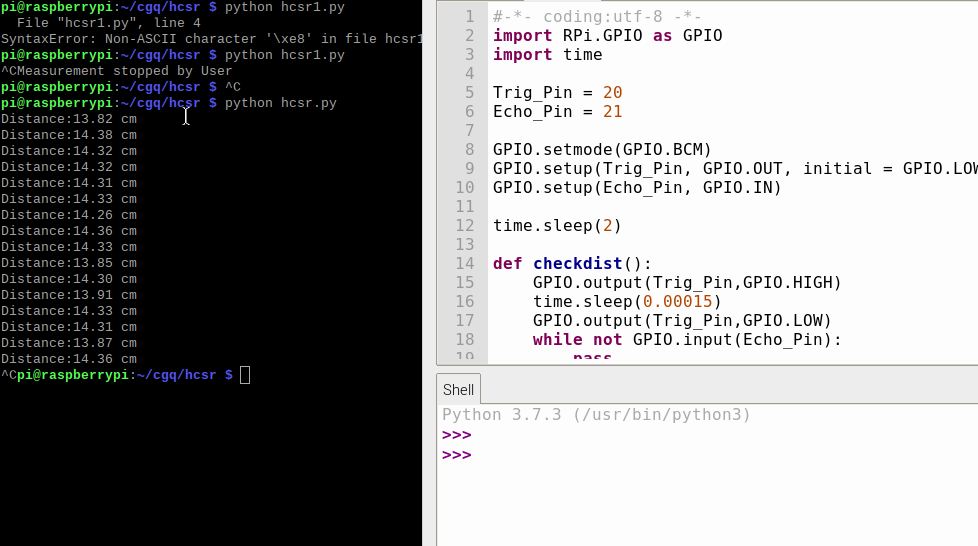 pi@raspberrypi:~/cgq/hcsr $ python hcsr1.py
  File "hcsr1.py", line 4
SyntaxError: Non-ASCII character '\xe8' in file hcsr1
pi@raspberrypi:~/cgq/hcsr $ python hcsr1.py
^CMeasurement stopped by User
pi@raspberrypi:~/cgq/hcsr $ ^C
pi@raspberrypi:~/cgq/hcsr $ python hcsr.py
Distance:13.82 cm
Distance:14.38 cm
Distance:14.32 cm
Distance:14.32 cm
Distance:14.31 cm
Distance:14.33 cm
Distance:14.26 cm
Distance:14.36 cm
Distance:14.33 cm
Distance:13.85 cm
Distance:14.30 cm
Distance:13.91 cm
Distance:14.33 cm
Distance:14.31 cm
Distance:13.87 cm
Distance:14.36 cm
^Cpi@raspberrypi:~/cgq/hcsr $
1 #-*- coding:utf-8 -*-
2 import RPi.GPIO as GPIO
3 import time
4
5 Trig_Pin = 20
6 Echo_Pin = 21
7
8 GPIO.setmode(GPIO.BCM)
9 GPIO.setup(Trig_Pin, GPIO.OUT, initial = GPIO.LOW
10 GPIO.setup(Echo_Pin, GPIO.IN)
11
12 time.sleep(2)
13
14 def checkdist():
15     GPIO.output(Trig_Pin,GPIO.HIGH)
16     time.sleep(0.00015)
17     GPIO.output(Trig_Pin,GPIO.LOW)
18     while not GPIO.input(Echo_Pin):
19         pass
Shell
Python 3.7.3 (/usr/bin/python3)
>>>
>>>